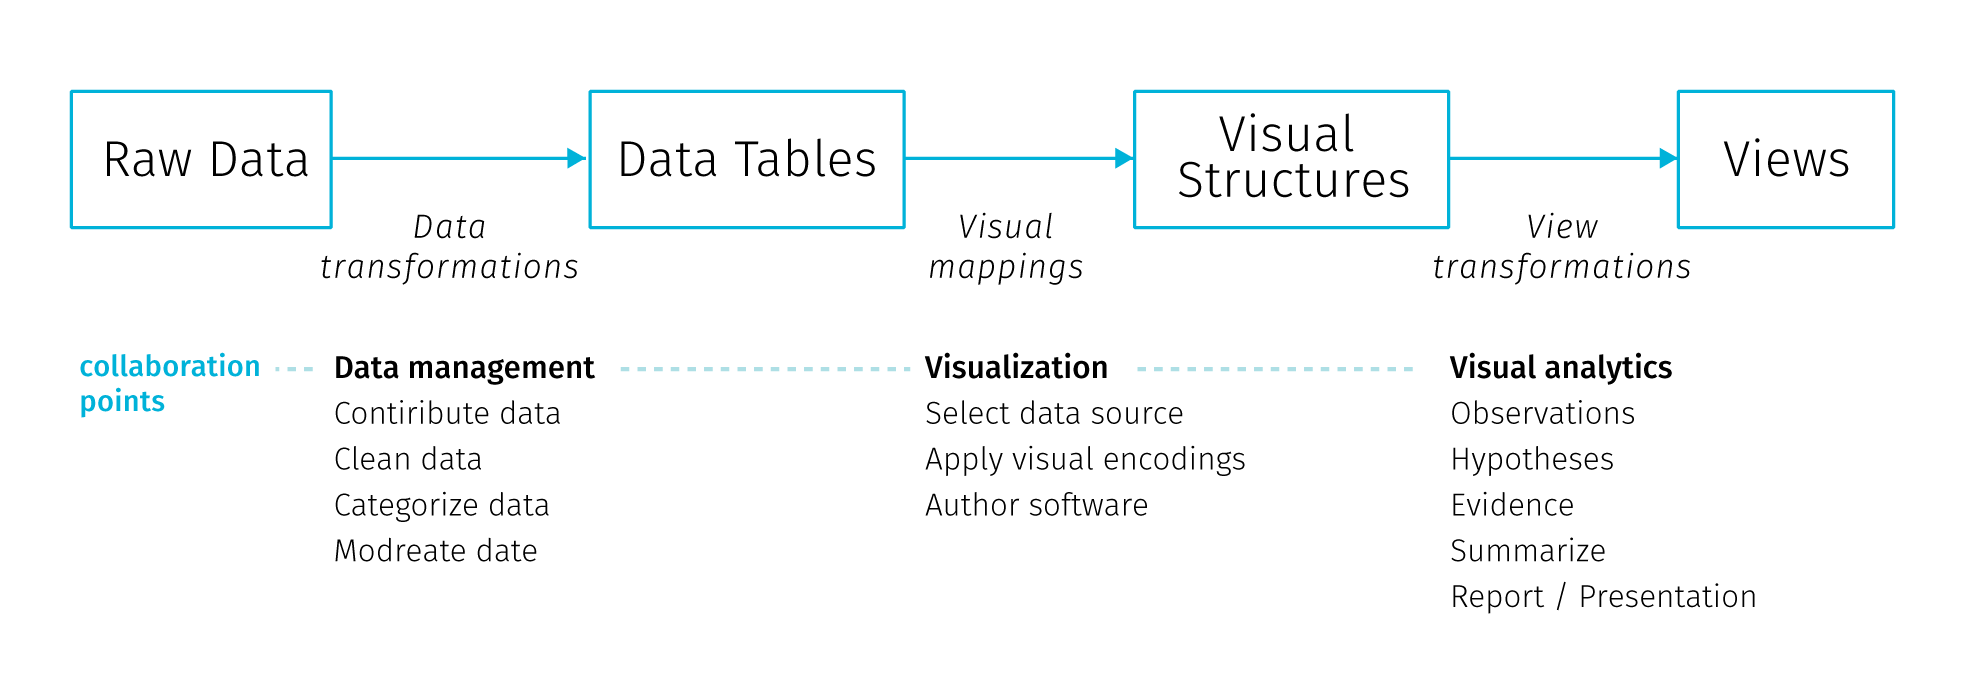 Raw Data
Data Tables
Visual
Structures
Views
Data
transformations
Visual
mappings
View
transformations
collaboration
points
Data management
Contiribute data
Clean data
Categorize data
Modreate date
Visualization
Select data source
Apply visual encodings
Author software
Visual analytics
Observations
Hypotheses
Evidence
Summarize
Report / Presentation